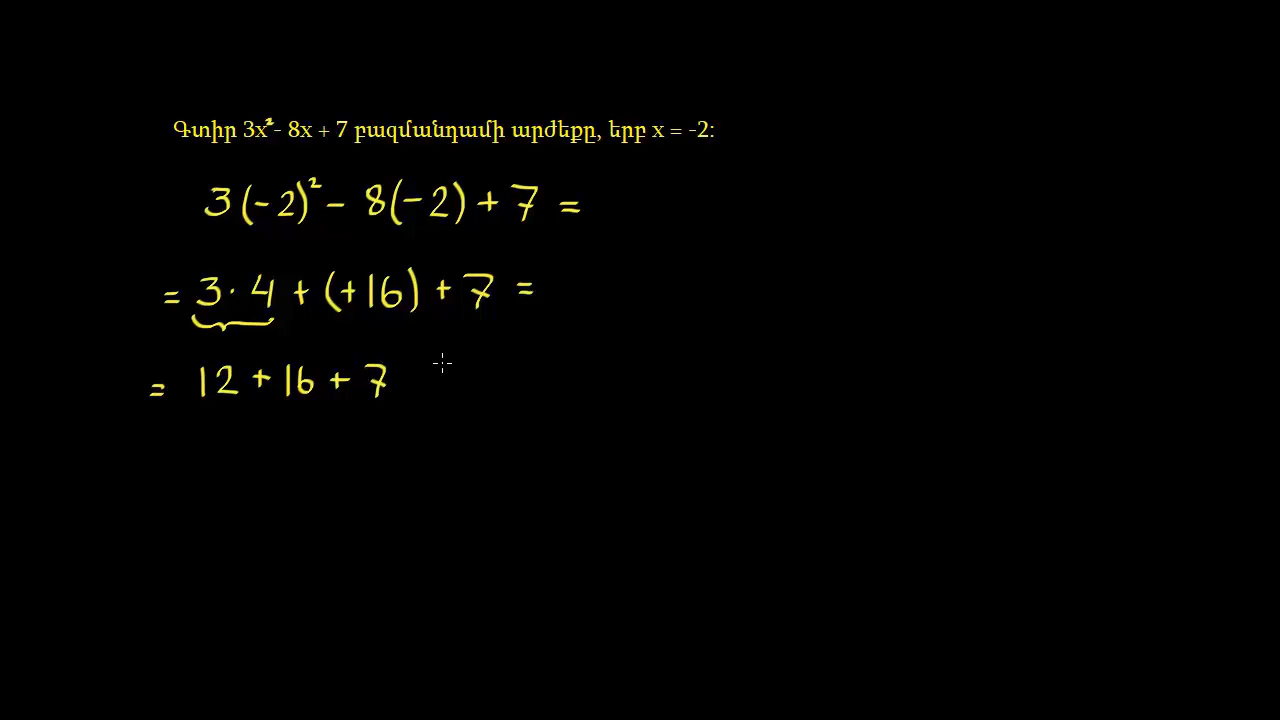 Գտիր 3x²- 8x + 7 բազմանդամի արժեքը, երբ x = -2:
3(-2)² - 8(-2) + 7 =
= 3 · 4 + (+16) + 7 =
= 12 + 16 + 7